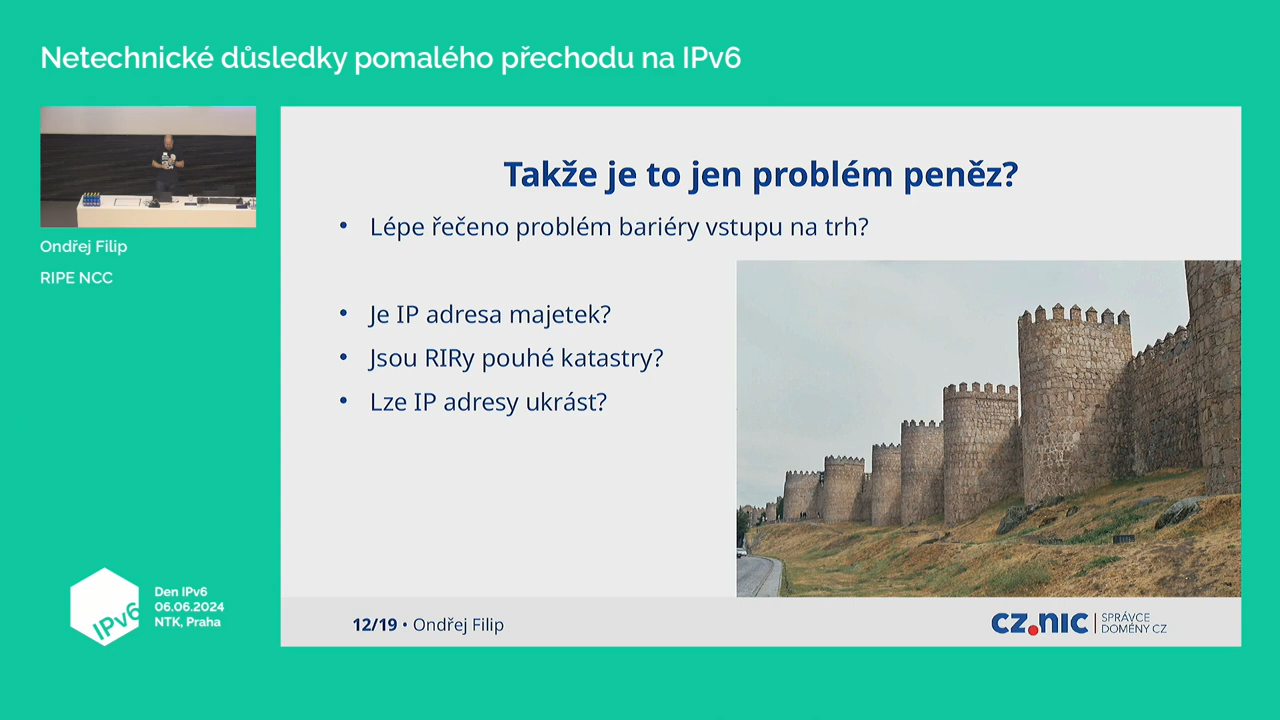 Netechnické důsledky pomalého přechodu na IPv6
Ondřej Filip
RIPE NCC
Takže je to jen problém peněz?
• Lépe řečeno problém bariéry vstupu na trh?
• Je IP adresa majetek?
• Jsou RIRy pouhé katastry?
• Lze IP adresy ukrást?
12/19 • Ondřej Filip
cz.nic | SPRÁVCE
DOMÉNY CZ
IPv6
Den IPv6
06.06.2024
NTK, Praha